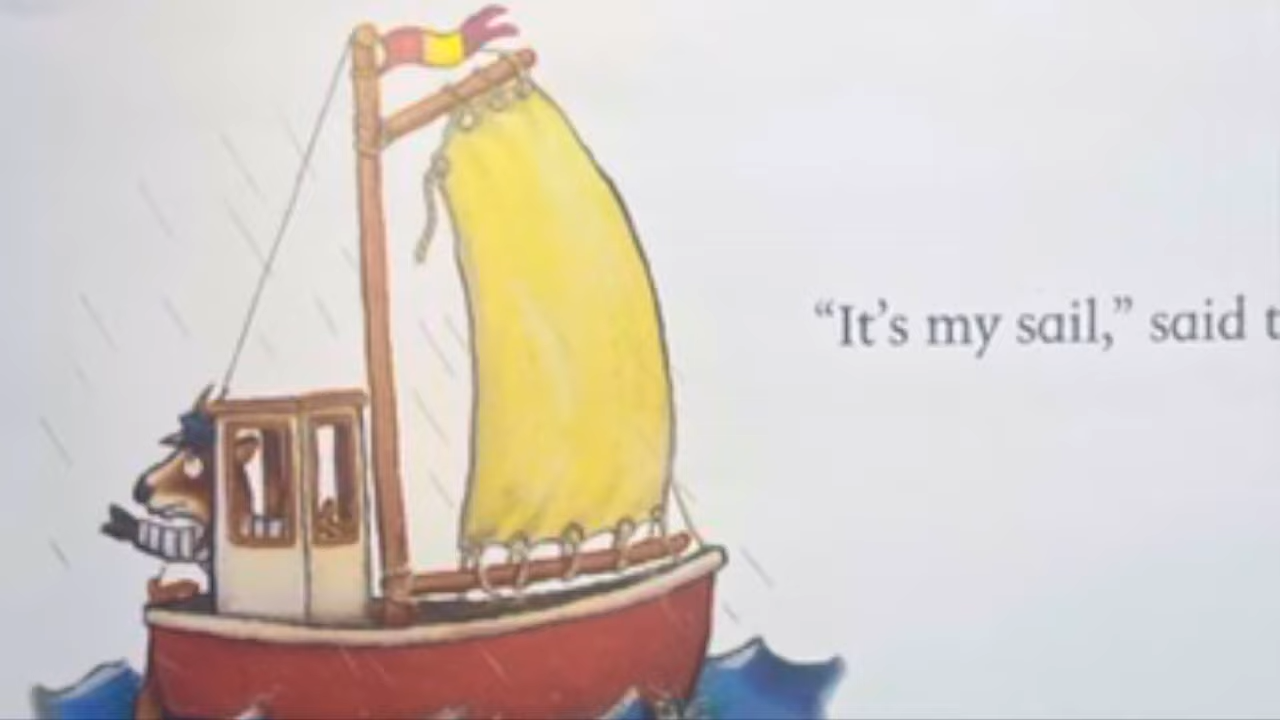 “It’s my sail,” said t